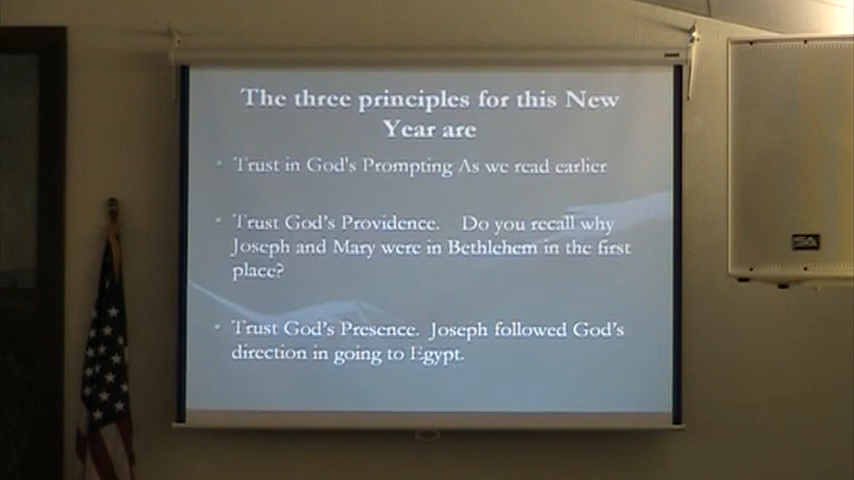 The three principles for this New
Year are
• Trust in God's Prompting As we read earlier
• Trust God's Providence. Do you recall why
Joseph and Mary were in Bethlehem in the first
place?
• Trust God's Presence. Joseph followed God's
direction in going to Egypt.